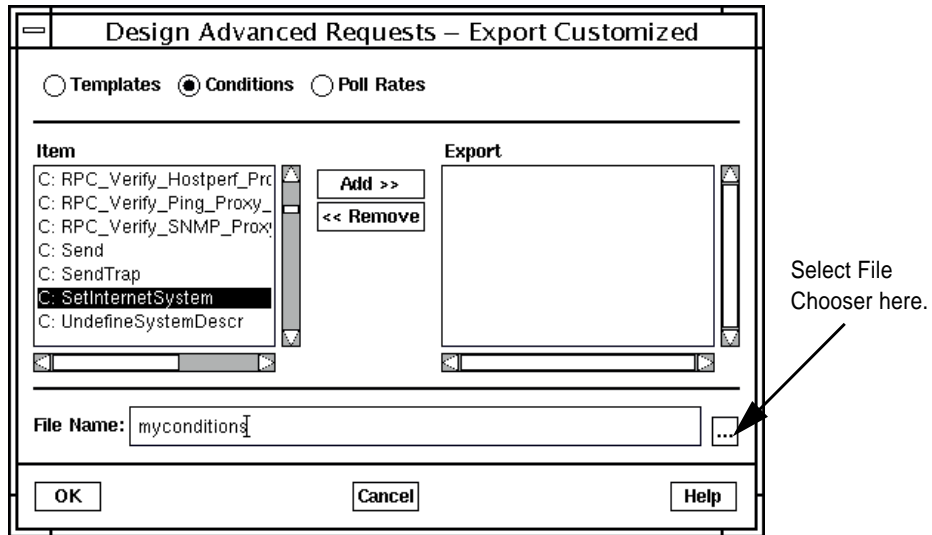 Design Advanced Requests – Export Customized
Templates Conditions Poll Rates
Item
Export
C: RPC_Verify_Hostperf_Prc
C: RPC_Verify_Ping_Proxy_
C: RPC_Verify_SNMP_Proxy
C: Send
C: SendTrap
C: SetInternetSystem
C: UndefineSystemDescr
Add >>
<< Remove
Select File
Chooser here.
File Name: myconditions
...
OK Cancel Help